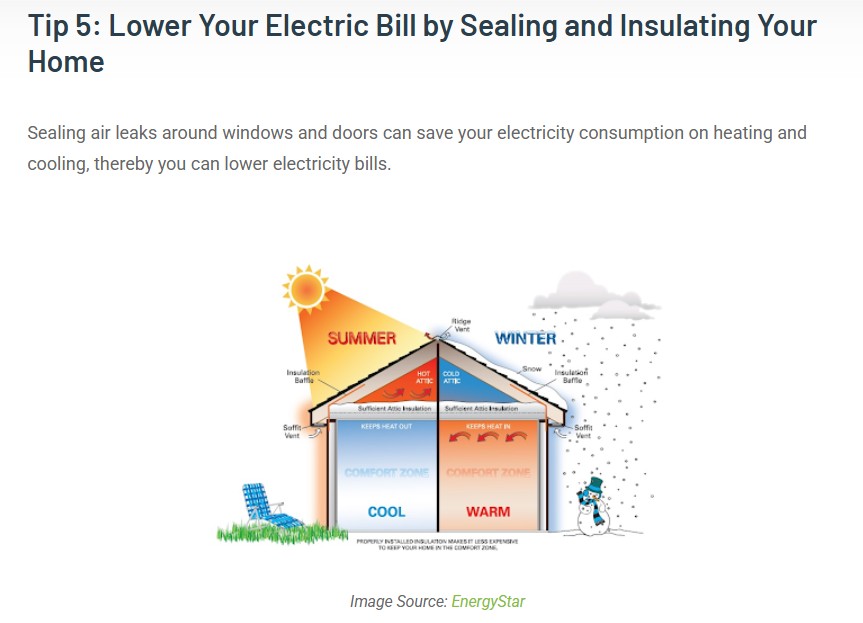 Tip 5: Lower Your Electric Bill by Sealing and Insulating Your
Home
Sealing air leaks around windows and doors can save your electricity consumption on heating and
cooling, thereby you can lower electricity bills.
Ridge
Vent
SUMMER
WINTER
Insulation
Baffle
HOT
ATTIC
COLD
ATTIC
Snow
Insulation
Baffle
Sufficient Attic Insulation
Sufficient Attic Insulation
Soffit
Vent
KEEPS HEAT OUT
KEEPS HEAT IN
Soffit
Vent
COMFORT ZONE
COMFORT ZONE
COOL
WARM
PROPERLY INSTALLED INSULATION MAKES IT LESS EXPENSIVE
TO KEEP YOUR HOME IN THE COMFORT ZONE.
Image Source: EnergyStar